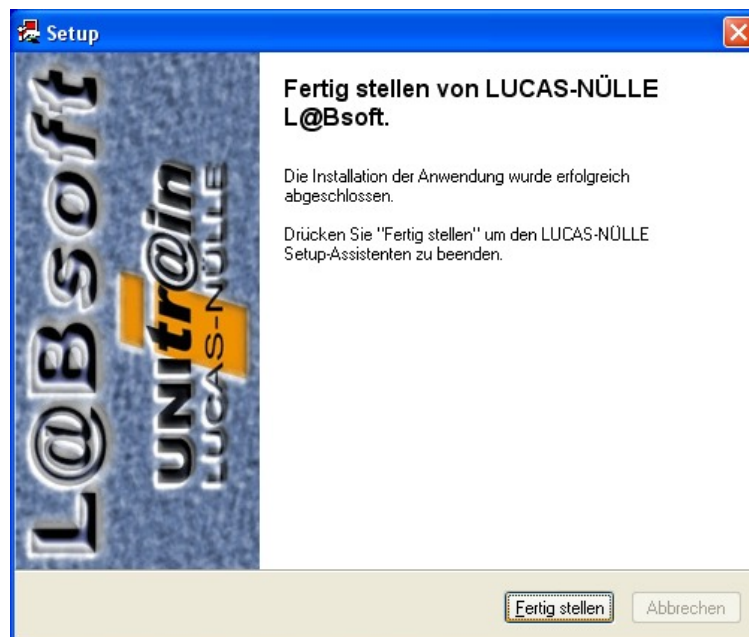 Setup
L@Bsoft
UNItr@in
LUCAS-NÜLLE
Fertig stellen von LUCAS-NÜLLE
L@Bsoft.
Die Installation der Anwendung wurde erfolgreich
abgeschlossen.
Drücken Sie "Fertig stellen" um den LUCAS-NÜLLE
Setup-Assistenten zu beenden.
Fertig stellen
Abbrechen